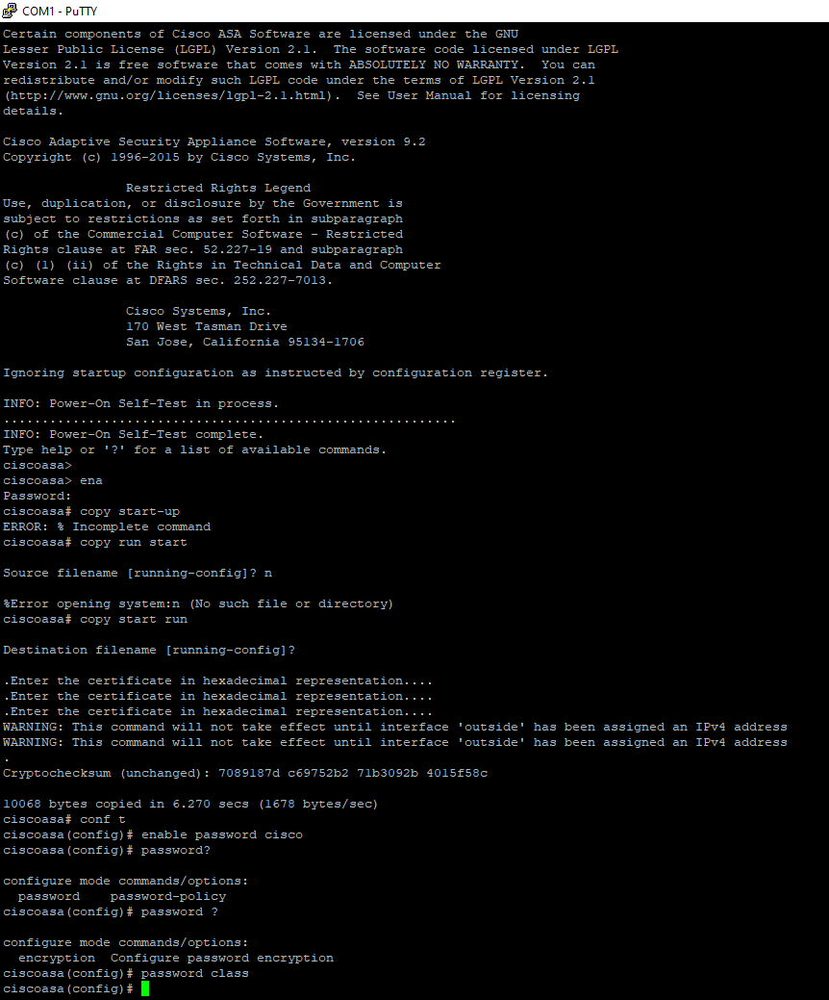 COM1 - PuTTY
Certain components of Cisco ASA Software are licensed under the GNU
Lesser Public License (LGPL) Version 2.1.  The software code licensed under LGPL
Version 2.1 is free software that comes with ABSOLUTELY NO WARRANTY.  You can
redistribute and/or modify such LGPL code under the terms of LGPL Version 2.1
(http://www.gnu.org/licenses/lgpl-2.1.html).  See User Manual for licensing
details.
Cisco Adaptive Security Appliance Software, version 9.2
Copyright (c) 1996-2015 by Cisco Systems, Inc.
Restricted Rights Legend
Use, duplication, or disclosure by the Government is
subject to restrictions as set forth in subparagraph
(c) of the Commercial Computer Software - Restricted
Rights clause at FAR sec. 52.227-19 and subparagraph
(c) (1) (ii) of the Rights in Technical Data and Computer
Software clause at DFARS sec. 252.227-7013.
Cisco Systems, Inc.
170 West Tasman Drive
San Jose, California 95134-1706
Ignoring startup configuration as instructed by configuration register.
INFO: Power-On Self-Test in process.
...........................................................
INFO: Power-On Self-Test complete.
Type help or '?' for a list of available commands.
ciscoasa>
ciscoasa> ena
Password:
ciscoasa# copy start-up
ERROR: % Incomplete command
ciscoasa# copy run start
Source filename [running-config]? n
%Error opening system:n (No such file or directory)
ciscoasa# copy start run
Destination filename [running-config]?
.Enter the certificate in hexadecimal representation....
.Enter the certificate in hexadecimal representation....
.Enter the certificate in hexadecimal representation....
WARNING: This command will not take effect until interface 'outside' has been assigned an IPv4 address
WARNING: This command will not take effect until interface 'outside' has been assigned an IPv4 address
.
Cryptochecksum (unchanged): 7089187d c69752b2 71b3092b 4015f58c
10068 bytes copied in 6.270 secs (1678 bytes/sec)
ciscoasa# conf t
ciscoasa(config)# enable password cisco
ciscoasa(config)# password?
configure mode commands/options:
  password    password-policy
ciscoasa(config)# password ?
configure mode commands/options:
  encryption  Configure password encryption
ciscoasa(config)# password class
ciscoasa(config)#